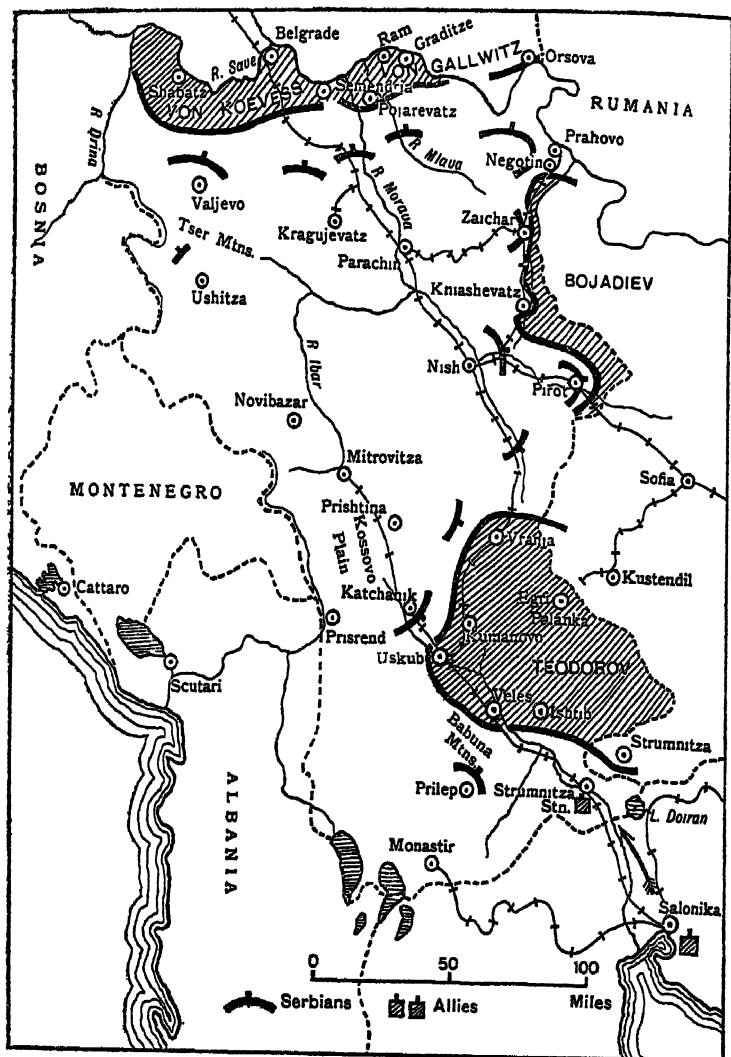 Belgrade
Ram
Graditze
Orsova
R. Save
VON GALLWITZ
Shabatz
VON KOEVESS
Semendria
Pojarevatz
RUMANIA
R Drina
Prahovo
Negotin
R Mlava
BOSNIA
Valjevo
R Morava
Zaichar
Kragujevatz
Tser Mtns.
Parachin
Ushitza
Kniashevatz
BOJADIEV
R Ibar
Nish
Pirot
Novibazar
Mitrovitza
Sofia
MONTENEGRO
Prishtina
Kossovo
Plain
Vranja
Cattaro
Katchanik
Kustendil
Egri
Palanka
Prisrend
Kumanovo
Uskub
TEODOROV
Scutari
Veles
Ishtib
Babuna
Mtns.
Strumnitza
ALBANIA
Prilep
Strumnitza
Stn.
L. Doiran
Monastir
Salonika
0 50 100
Miles
Serbians
Allies